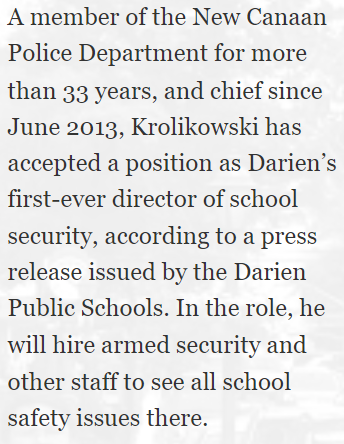 A member of the New Canaan
Police Department for more
than 33 years, and chief since
June 2013, Krolikowski has
accepted a position as Darien’s
first-ever director of school
security, according to a press
release issued by the Darien
Public Schools. In the role, he
will hire armed security and
other staff to see all school
safety issues there.